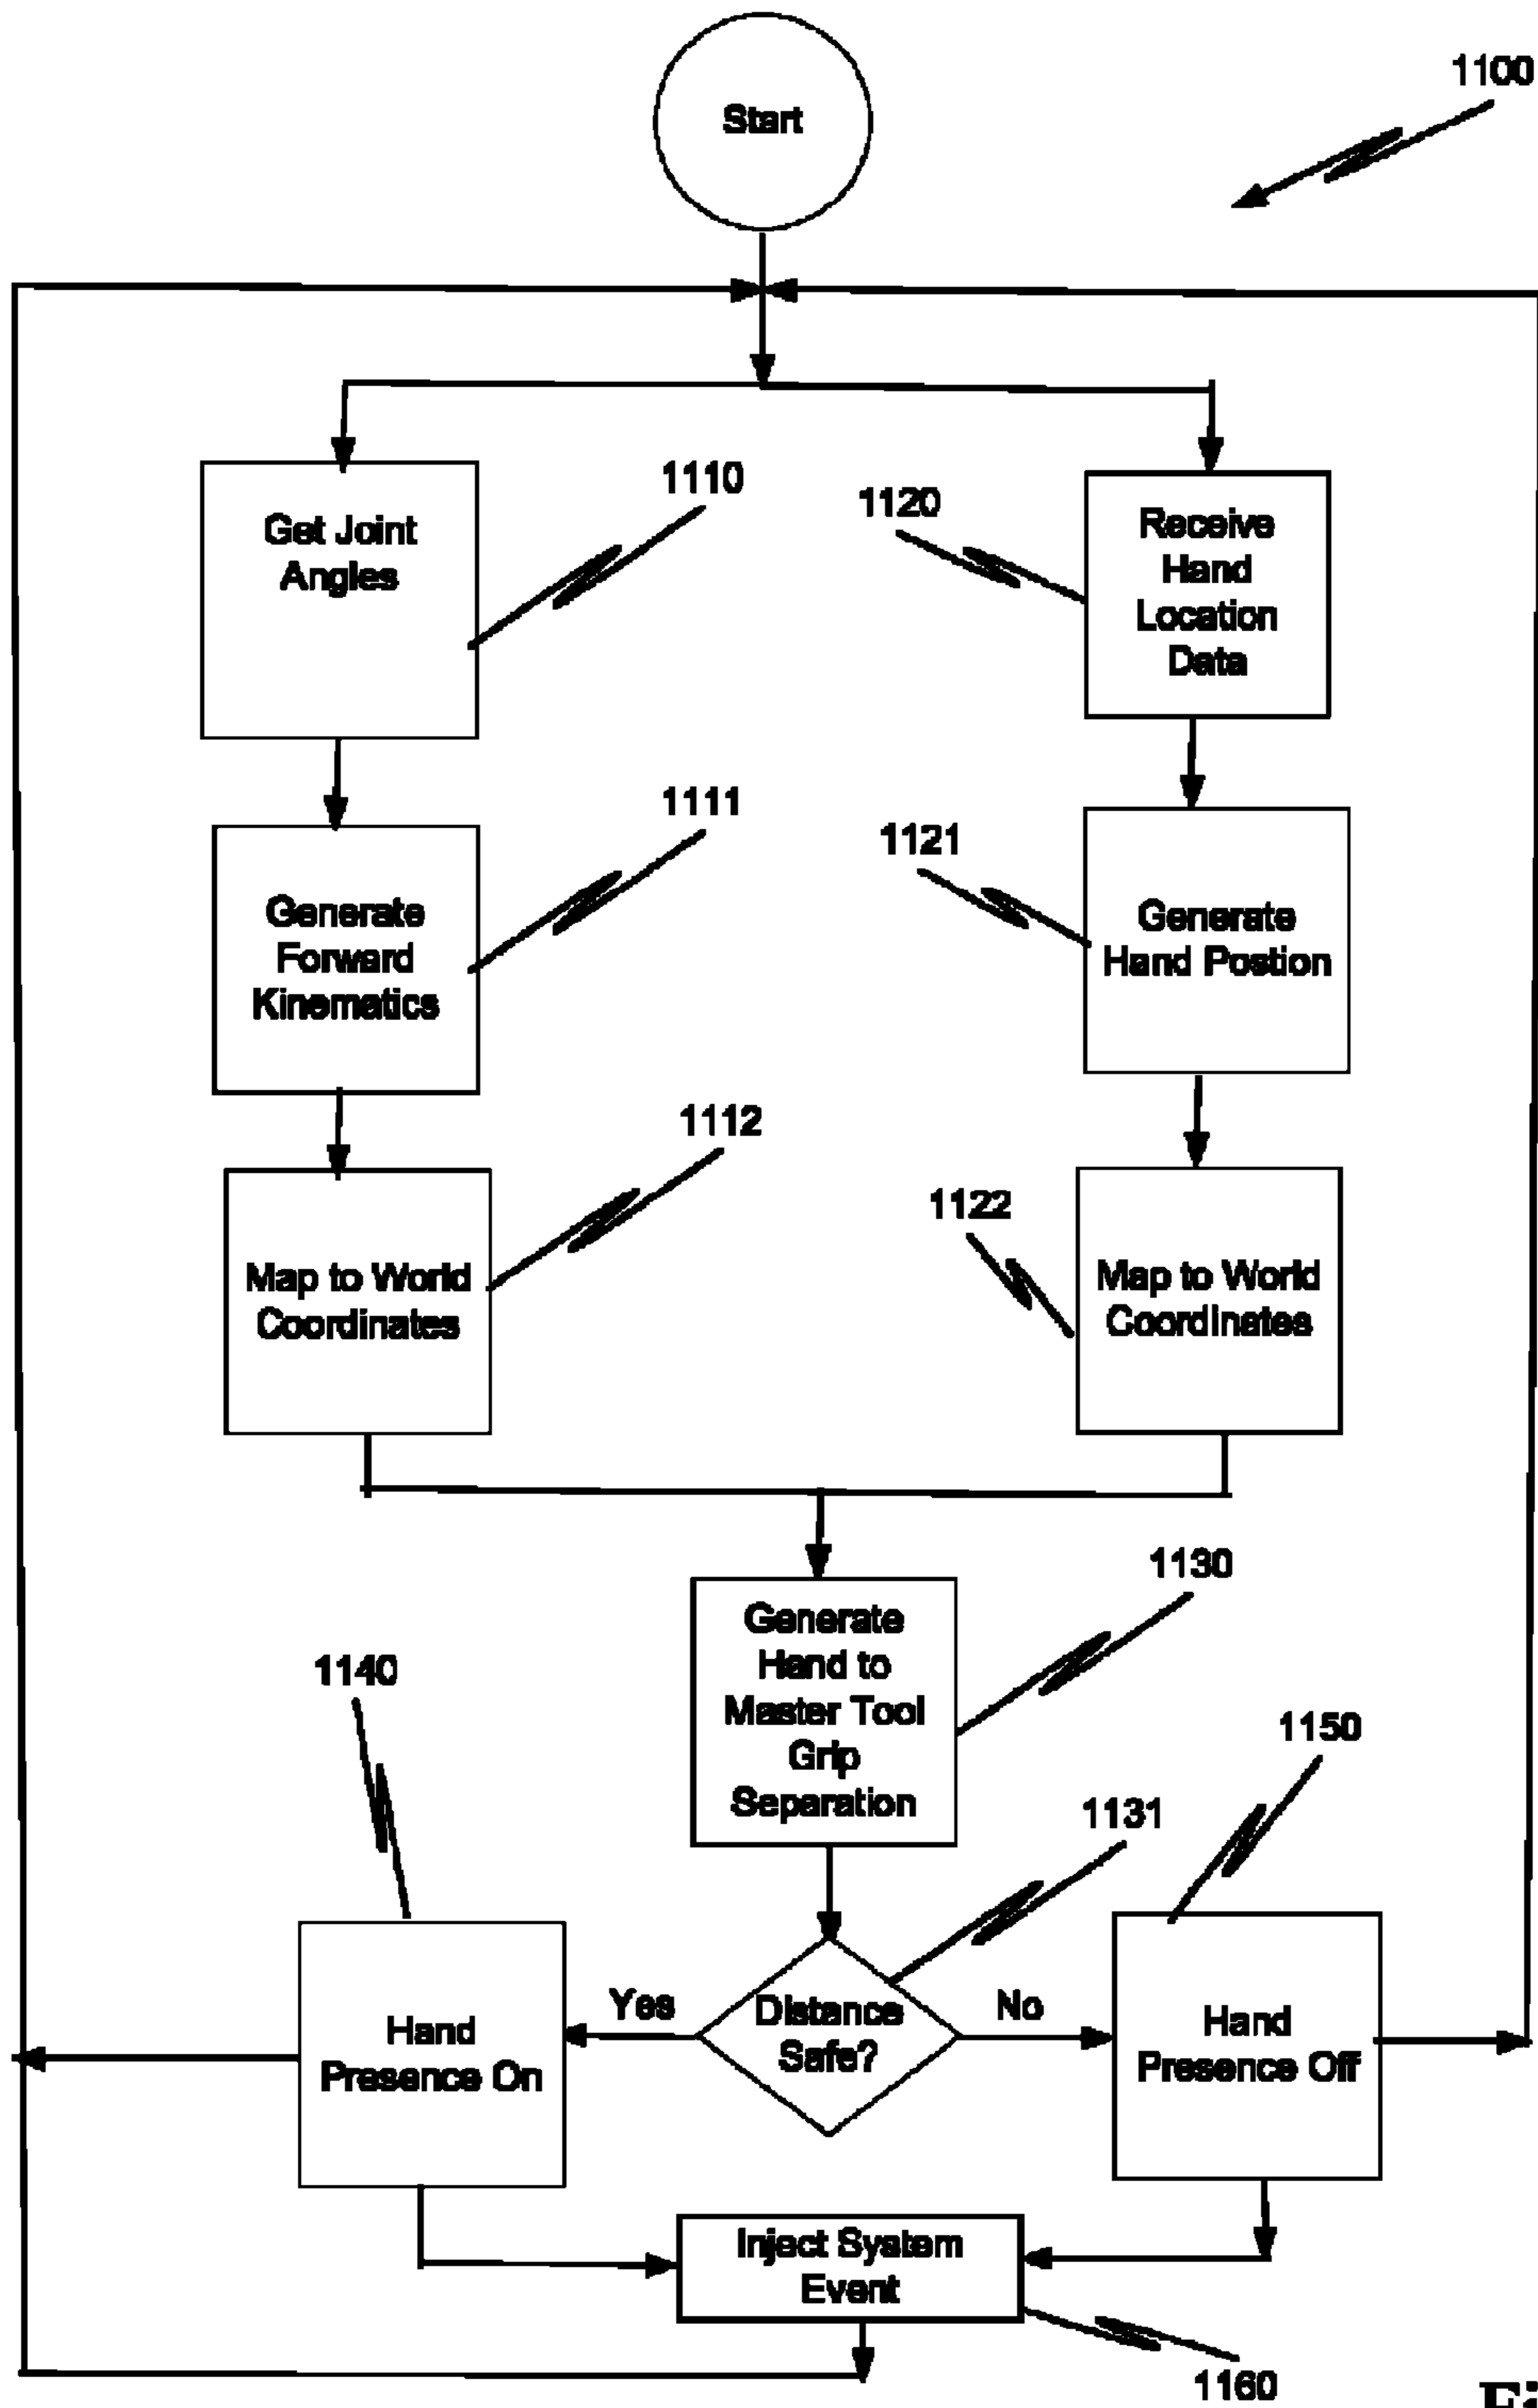 Start
1100
Get Joint
Angles
1110
1120
Receive
Hand
Location
Data
Generate
Forward
Kinematics
1111
1121
Generate
Hand Postion
Map to World
Coordinates
1112
1122
Map to World
Coordinates
Generate
Hand to
Master Tool
Grip
Separation
1130
1140
1150
1131
Hand
Presence On
Yes
Distance
Safe?
No
Hand
Presence Off
Inject System
Event
1160